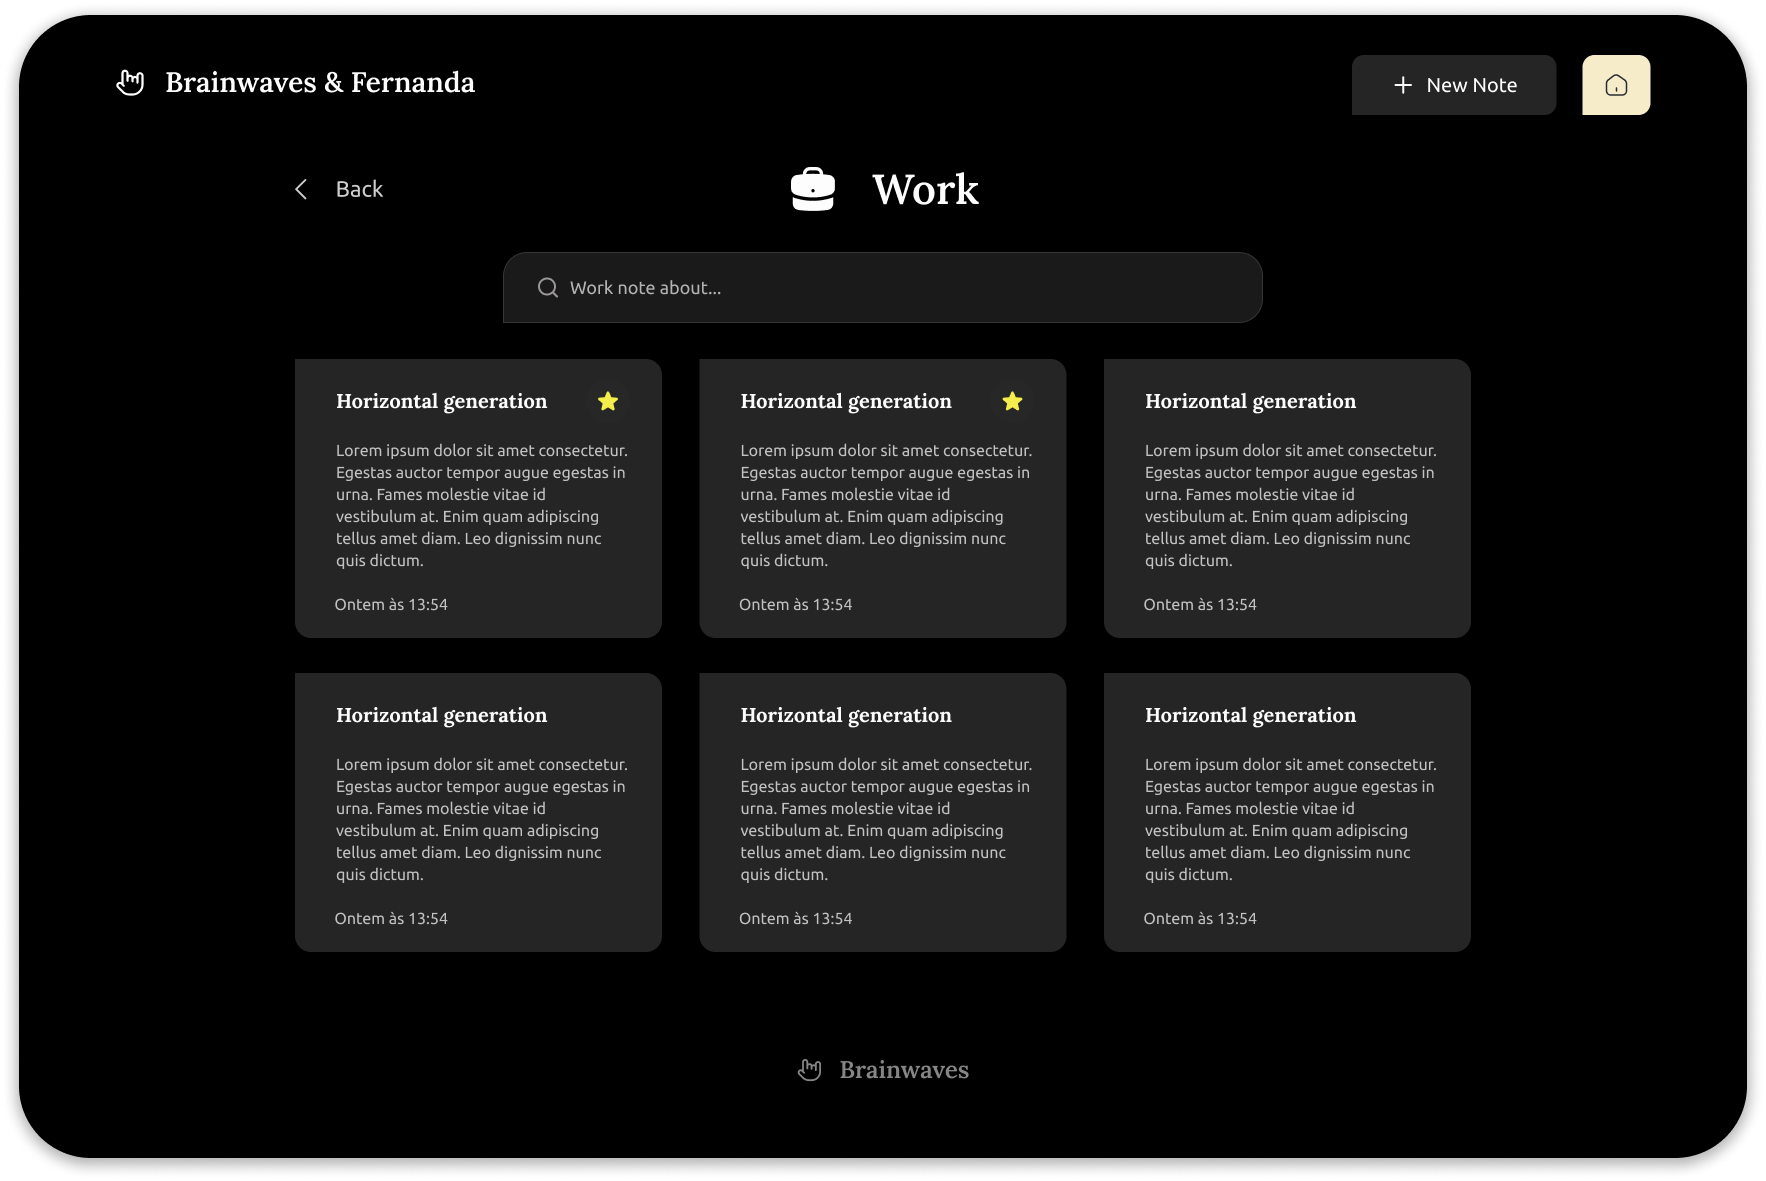 Brainwaves & Fernanda
New Note
Back
Work
Work note about...
Horizontal generation
Lorem ipsum dolor sit amet consectetur.
Egestas auctor tempor augue egestas in
urna. Fames molestie vitae id
vestibulum at. Enim quam adipiscing
tellus amet diam. Leo dignissim nunc
quis dictum.
Ontem às 13:54
Horizontal generation
Lorem ipsum dolor sit amet consectetur.
Egestas auctor tempor augue egestas in
urna. Fames molestie vitae id
vestibulum at. Enim quam adipiscing
tellus amet diam. Leo dignissim nunc
quis dictum.
Ontem às 13:54
Horizontal generation
Lorem ipsum dolor sit amet consectetur.
Egestas auctor tempor augue egestas in
urna. Fames molestie vitae id
vestibulum at. Enim quam adipiscing
tellus amet diam. Leo dignissim nunc
quis dictum.
Ontem às 13:54
Horizontal generation
Lorem ipsum dolor sit amet consectetur.
Egestas auctor tempor augue egestas in
urna. Fames molestie vitae id
vestibulum at. Enim quam adipiscing
tellus amet diam. Leo dignissim nunc
quis dictum.
Ontem às 13:54
Horizontal generation
Lorem ipsum dolor sit amet consectetur.
Egestas auctor tempor augue egestas in
urna. Fames molestie vitae id
vestibulum at. Enim quam adipiscing
tellus amet diam. Leo dignissim nunc
quis dictum.
Ontem às 13:54
Horizontal generation
Lorem ipsum dolor sit amet consectetur.
Egestas auctor tempor augue egestas in
urna. Fames molestie vitae id
vestibulum at. Enim quam adipiscing
tellus amet diam. Leo dignissim nunc
quis dictum.
Ontem às 13:54
Brainwaves